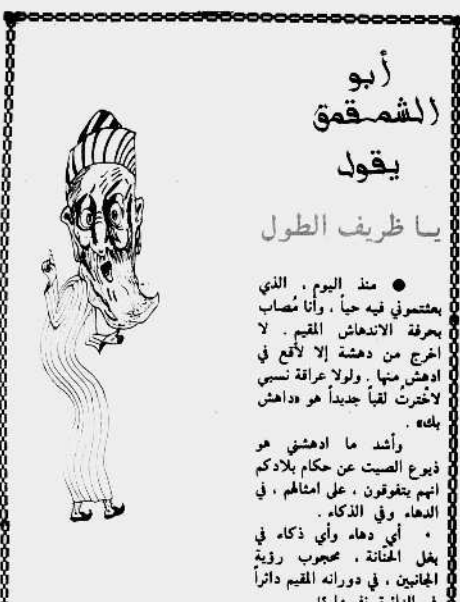 أبو
الشمقمق
يقول
يا ظريف الطول
● منذ اليوم ، الذي
بعثتموني فيه حياً ، وأنا مُصاب
بحرفة الاندهاش المقيم . لا
اخرج من دهشة إلا لأقع في
ادهش منها . ولولا عراقة نسبي
لاخترتُ لقباً جديداً هو «داهش
بك» .
وأشد ما ادهشني هو
ذيوع الصيت عن حكام بلادكم
انهم يتفوقون ، على امثالهم ، في
الدهاء وفي الذكاء .
• أي دهاء وأي ذكاء في
بغل الحنّانة ، محجوب رؤية
الجانبين ، في دورانه المقيم دائراً